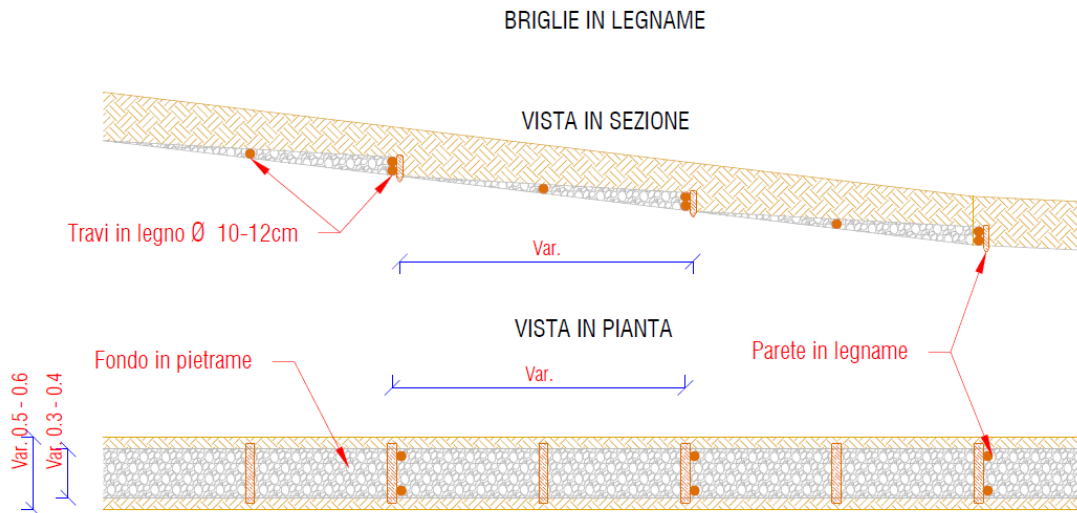 BRIGLIE IN LEGNAME
VISTA IN SEZIONE
Travi in legno Ø 10-12cm
Var.
VISTA IN PIANTA
Fondo in pietrame
Var.
Parete in legname
Var. 0.5 - 0.6
Var. 0.3 - 0.4